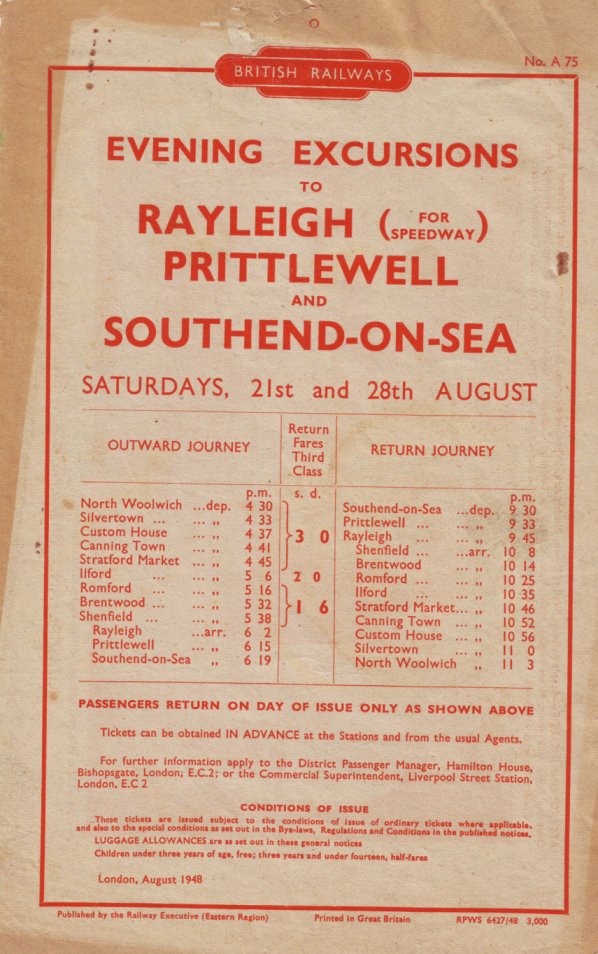 No. A 75
BRITISH RAILWAYS
EVENING EXCURSIONS
TO
RAYLEIGH (FOR SPEEDWAY)
PRITTLEWELL
AND
SOUTHEND-ON-SEA
SATURDAYS, 21st and 28th AUGUST
OUTWARD JOURNEY
Return
Fares
Third
Class
RETURN JOURNEY
p.m. s. d.
North Woolwich ...dep. 4 30
Silvertown ... ... „ 4 33
Custom House ... „ 4 37
Canning Town ... „ 4 41
Stratford Market ... „ 4 45
3 0
Ilford ... ... „ 5 6 2 0
Romford ... ... „ 5 16
Brentwood ... ... „ 5 32
Shenfield ... ... „ 5 38
1 6
Rayleigh ...arr. 6 2
Prittlewell ... „ 6 15
Southend-on-Sea „ 6 19
p.m.
Southend-on-Sea ...dep. 9 30
Prittlewell ... ... „ 9 33
Rayleigh ... ... „ 9 45
Shenfield ... ...arr. 10 8
Brentwood ... „ 10 14
Romford ... ... „ 10 25
Ilford ... ... „ 10 35
Stratford Market... „ 10 46
Canning Town ... „ 10 52
Custom House ... „ 10 56
Silvertown ... „ 11 0
North Woolwich „ 11 3
PASSENGERS RETURN ON DAY OF ISSUE ONLY AS SHOWN ABOVE
Tickets can be obtained IN ADVANCE at the Stations and from the usual Agents.
For further information apply to the District Passenger Manager, Hamilton House,
Bishopsgate, London; E.C.2; or the Commercial Superintendent, Liverpool Street Station,
London, E.C 2
CONDITIONS OF ISSUE
These tickets are issued subject to the conditions of issue of ordinary tickets where applicable,
and also to the special conditions as set out in the Bye-laws, Regulations and Conditions in the published notices.
LUGGAGE ALLOWANCES are as set out in these general notices
Children under three years of age, free; three years and under fourteen, half-fares
London, August 1948
Published by the Railway Executive (Eastern Region) Printed in Great Britain RPWS 6427/48 3,000